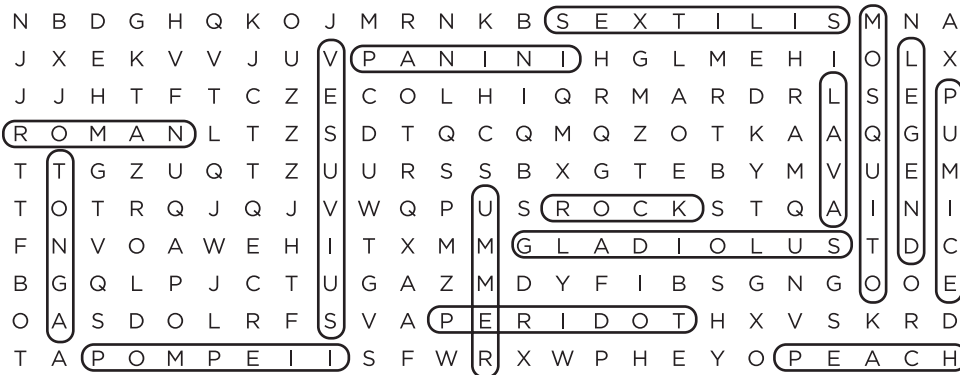 N B D G H Q K O J M R N K B S E X T I L I S M N A
J X E K V V J U V P A N I N I H G L M E H I O L X
J J H T F T C Z E C O L H I Q R M A R D R L S E P
R O M A N L T Z S D T Q C Q M Q Z O T K A A Q G U
T T G Z U Q T Z U U R S S B X G T E B Y M V U E M
T O T R Q J Q J V W Q P U S R O C K S T Q A I N I
F N V O A W E H I T X M M G L A D I O L U S T D C
B G Q L P J C T U G A Z M D Y F I B S G N G O O E
O A S D O L R F S V A P E R I D O T H X V S K R D
T A P O M P E I I S F W R X W P H E Y O P E A C H